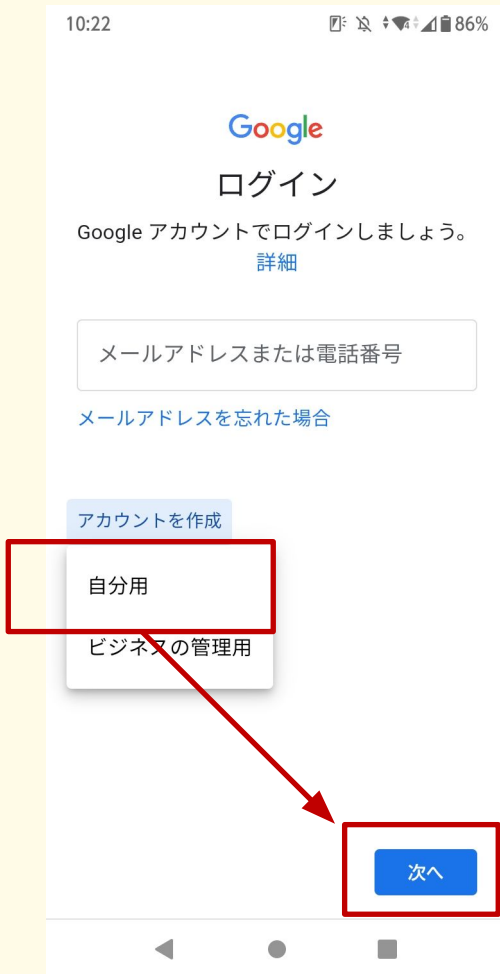 10:22
86%
Google
ログイン
Google アカウントでログインしましょう。
詳細
メールアドレスまたは電話番号
メールアドレスを忘れた場合
アカウントを作成
自分用
ビジネスの管理用
次へ